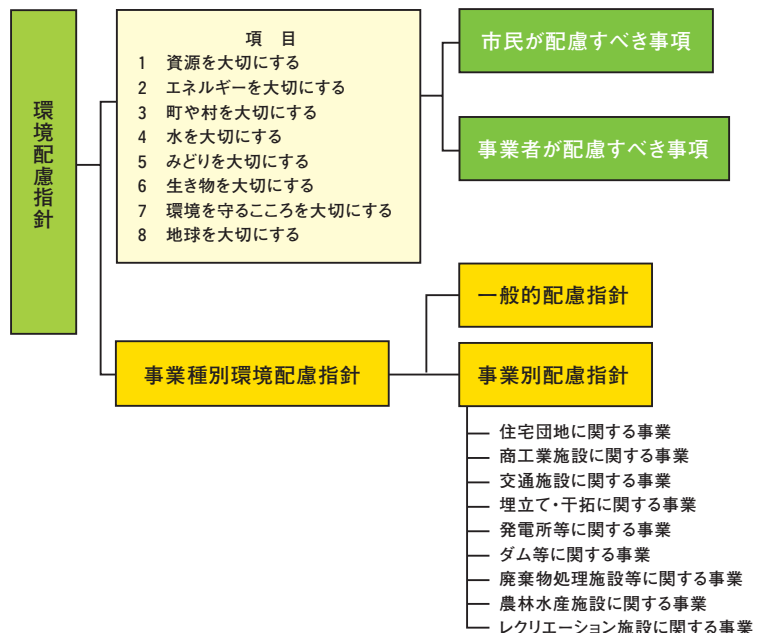 環境配慮指針
項 目
1 資源を大切にする
2 エネルギーを大切にする
3 町や村を大切にする
4 水を大切にする
5 みどりを大切にする
6 生き物を大切にする
7 環境を守るこころを大切にする
8 地球を大切にする
市民が配慮すべき事項
事業者が配慮すべき事項
事業種別環境配慮指針
一般的配慮指針
事業別配慮指針
住宅団地に関する事業
商工業施設に関する事業
交通施設に関する事業
埋立て・干拓に関する事業
発電所等に関する事業
ダム等に関する事業
廃棄物処理施設等に関する事業
農林水産施設に関する事業
レクリエーション施設に関する事業